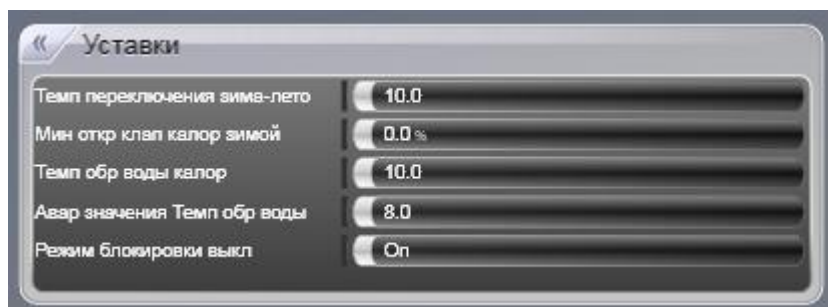 « Уставки
Темп переключения зима-лето 10.0
Мин откр клап калор зимой 0.0 %
Темп обр воды калор 10.0
Авар значения Темп обр воды 8.0
Режим блокировки выкл On